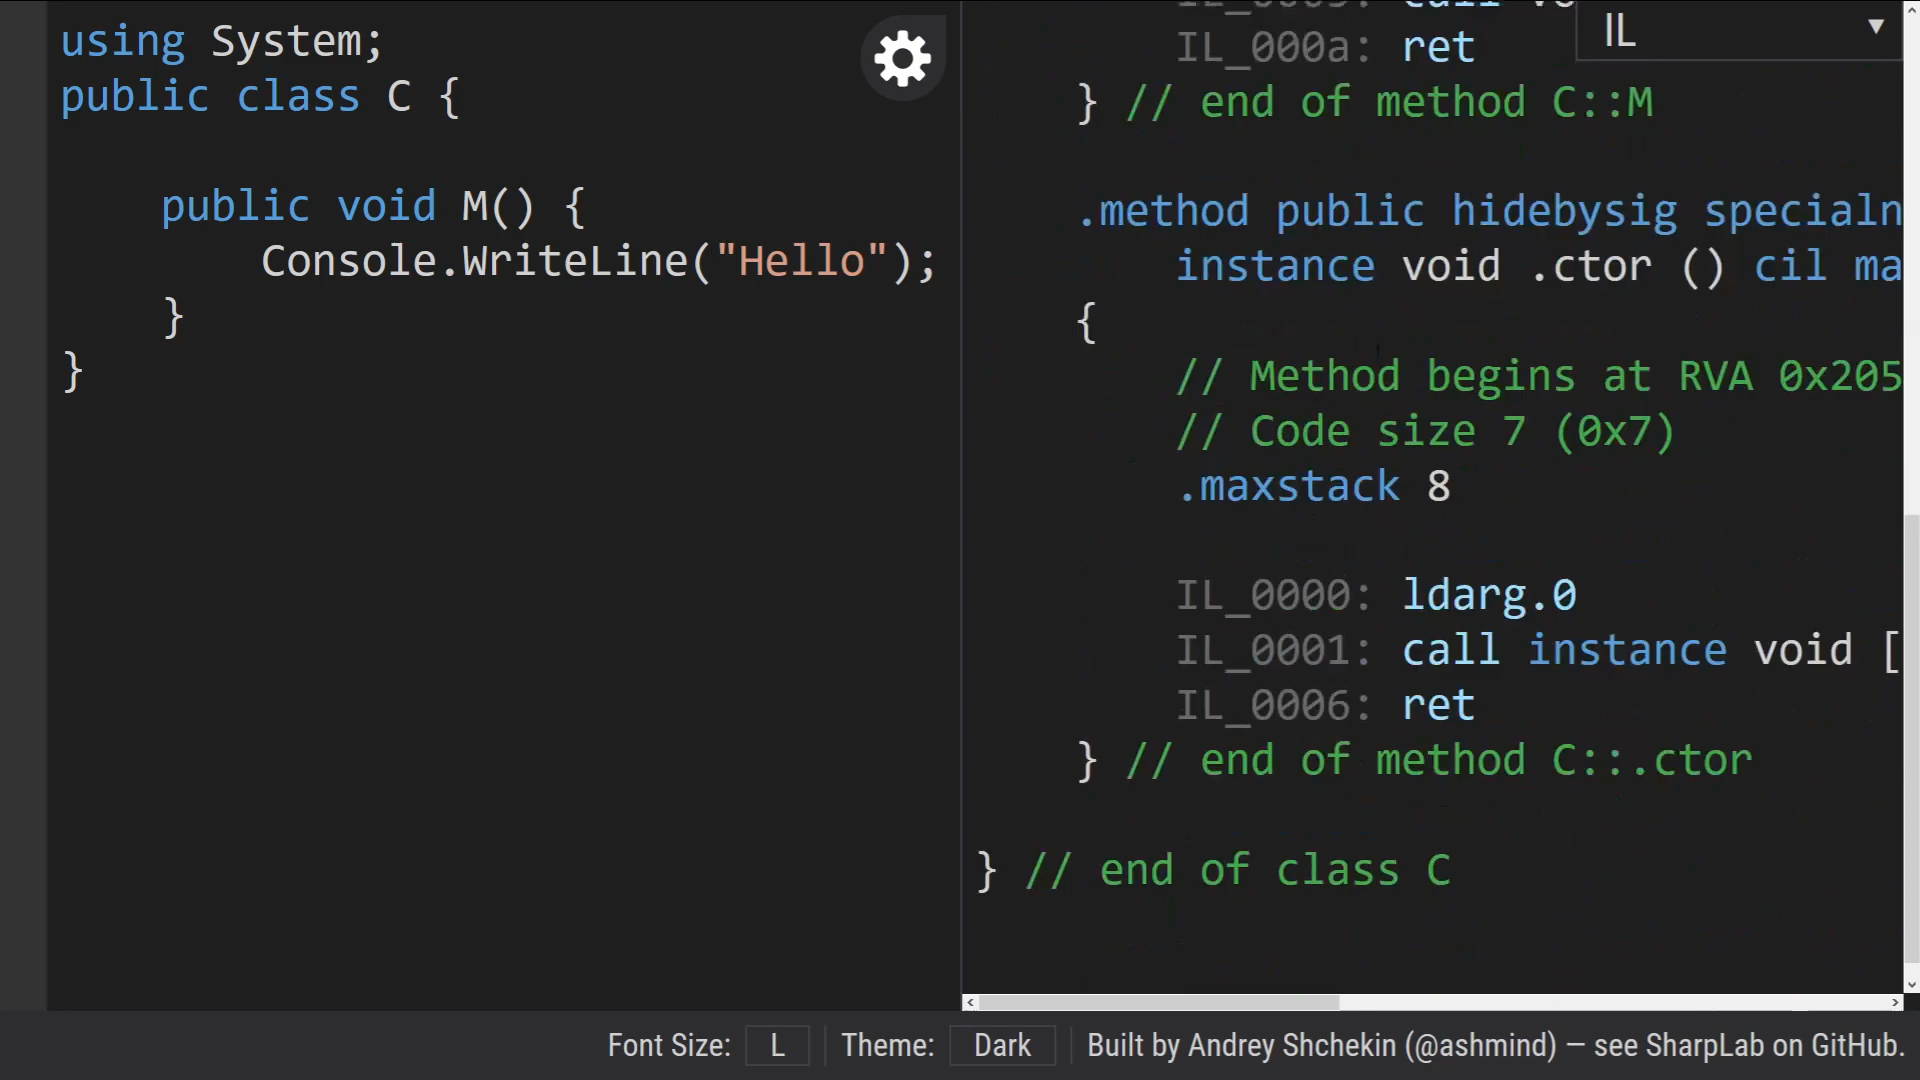 using System;
public class C {
public void M() {
Console.WriteLine("Hello");
}
}
IL
IL_000a: ret
} // end of method C::M
.method public hidebysig specialn
instance void .ctor () cil ma
{
// Method begins at RVA 0x205
// Code size 7 (0x7)
.maxstack 8
IL_0000: ldarg.0
IL_0001: call instance void [
IL_0006: ret
} // end of method C::.ctor
} // end of class C
Font Size: L Theme: Dark Built by Andrey Shchekin (@ashmind) — see SharpLab on GitHub.